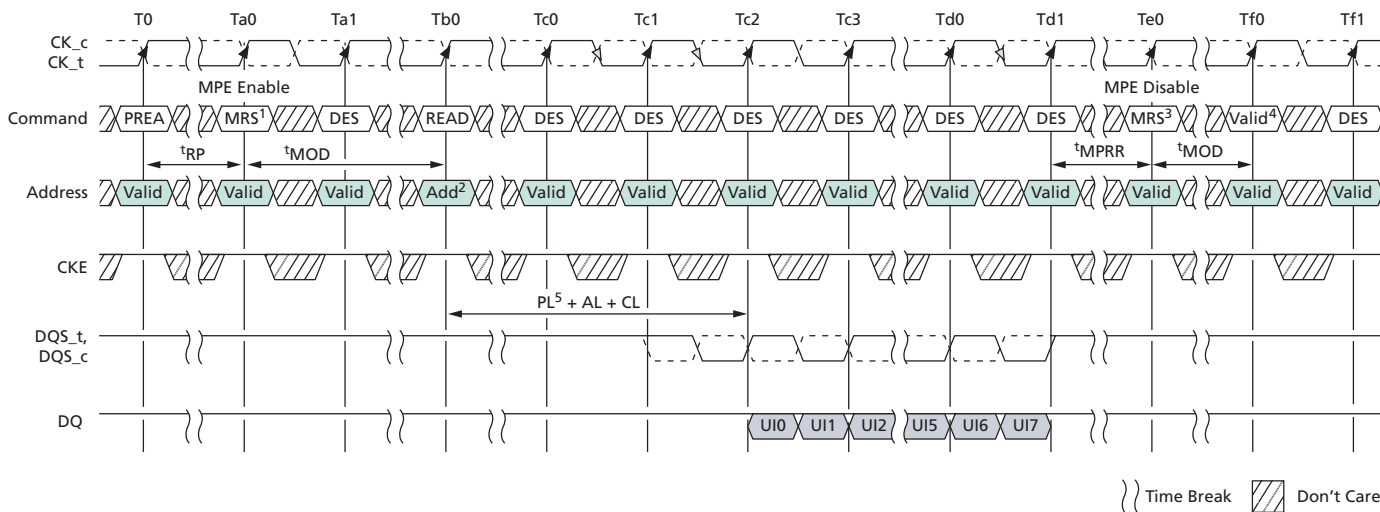 T0 Ta0 Ta1 Tb0 Tc0 Tc1 Tc2 Tc3 Td0 Td1 Te0 Tf0 Tf1
CK_c
CK_t
MPE Enable MPE Disable
Command PREA MRS¹ DES READ DES DES DES DES DES DES MRS³ Valid⁴ DES
tRP tMOD tMPRR tMOD
Address Valid Valid Valid Add² Valid Valid Valid Valid Valid Valid Valid Valid Valid
CKE
PL⁵ + AL + CL
DQS_t,
DQS_c
DQ UI0 UI1 UI2 UI5 UI6 UI7
Time Break Don't Care